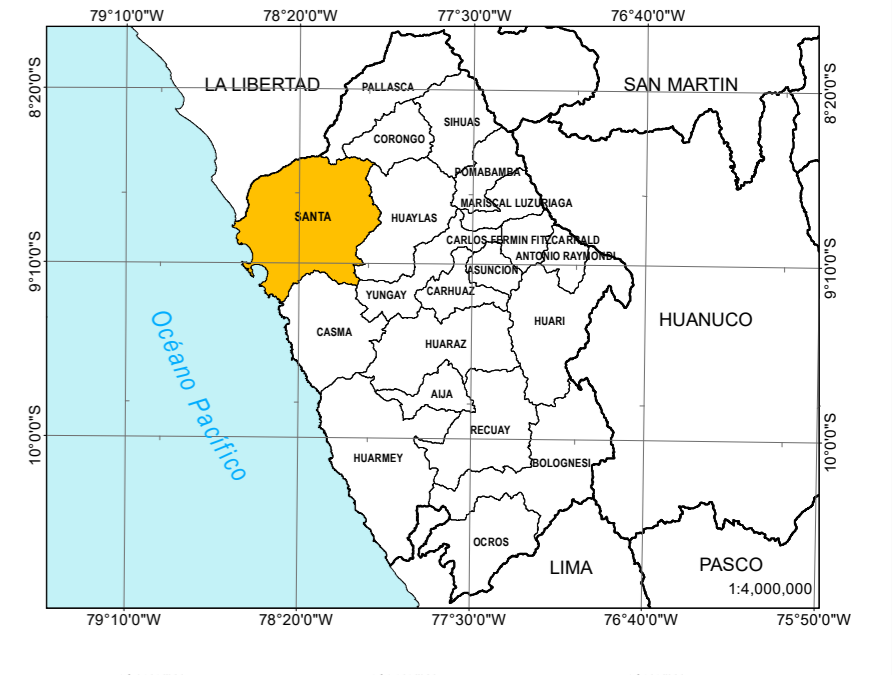 79°10'0"W 78°20'0"W 77°30'0"W 76°40'0"W
8°20'0"S
8°20'0"S
LA LIBERTAD
SAN MARTIN
PALLASCA
SIHUAS
CORONGO
POMABAMBA
MARISCAL LUZURIAGA
SANTA
HUAYLAS
CARLOS FERMIN FITZCARRALD
ANTONIO RAYMONDI
ASUNCION
9°10'0"S
9°10'0"S
YUNGAY
CARHUAZ
HUARI
HUANUCO
CASMA
HUARAZ
Océano Pacífico
AIJA
RECUAY
10°0'0"S
10°0'0"S
HUARMEY
BOLOGNESI
OCROS
LIMA
PASCO
1:4,000,000
79°10'0"W 78°20'0"W 77°30'0"W 76°40'0"W 75°50'0"W